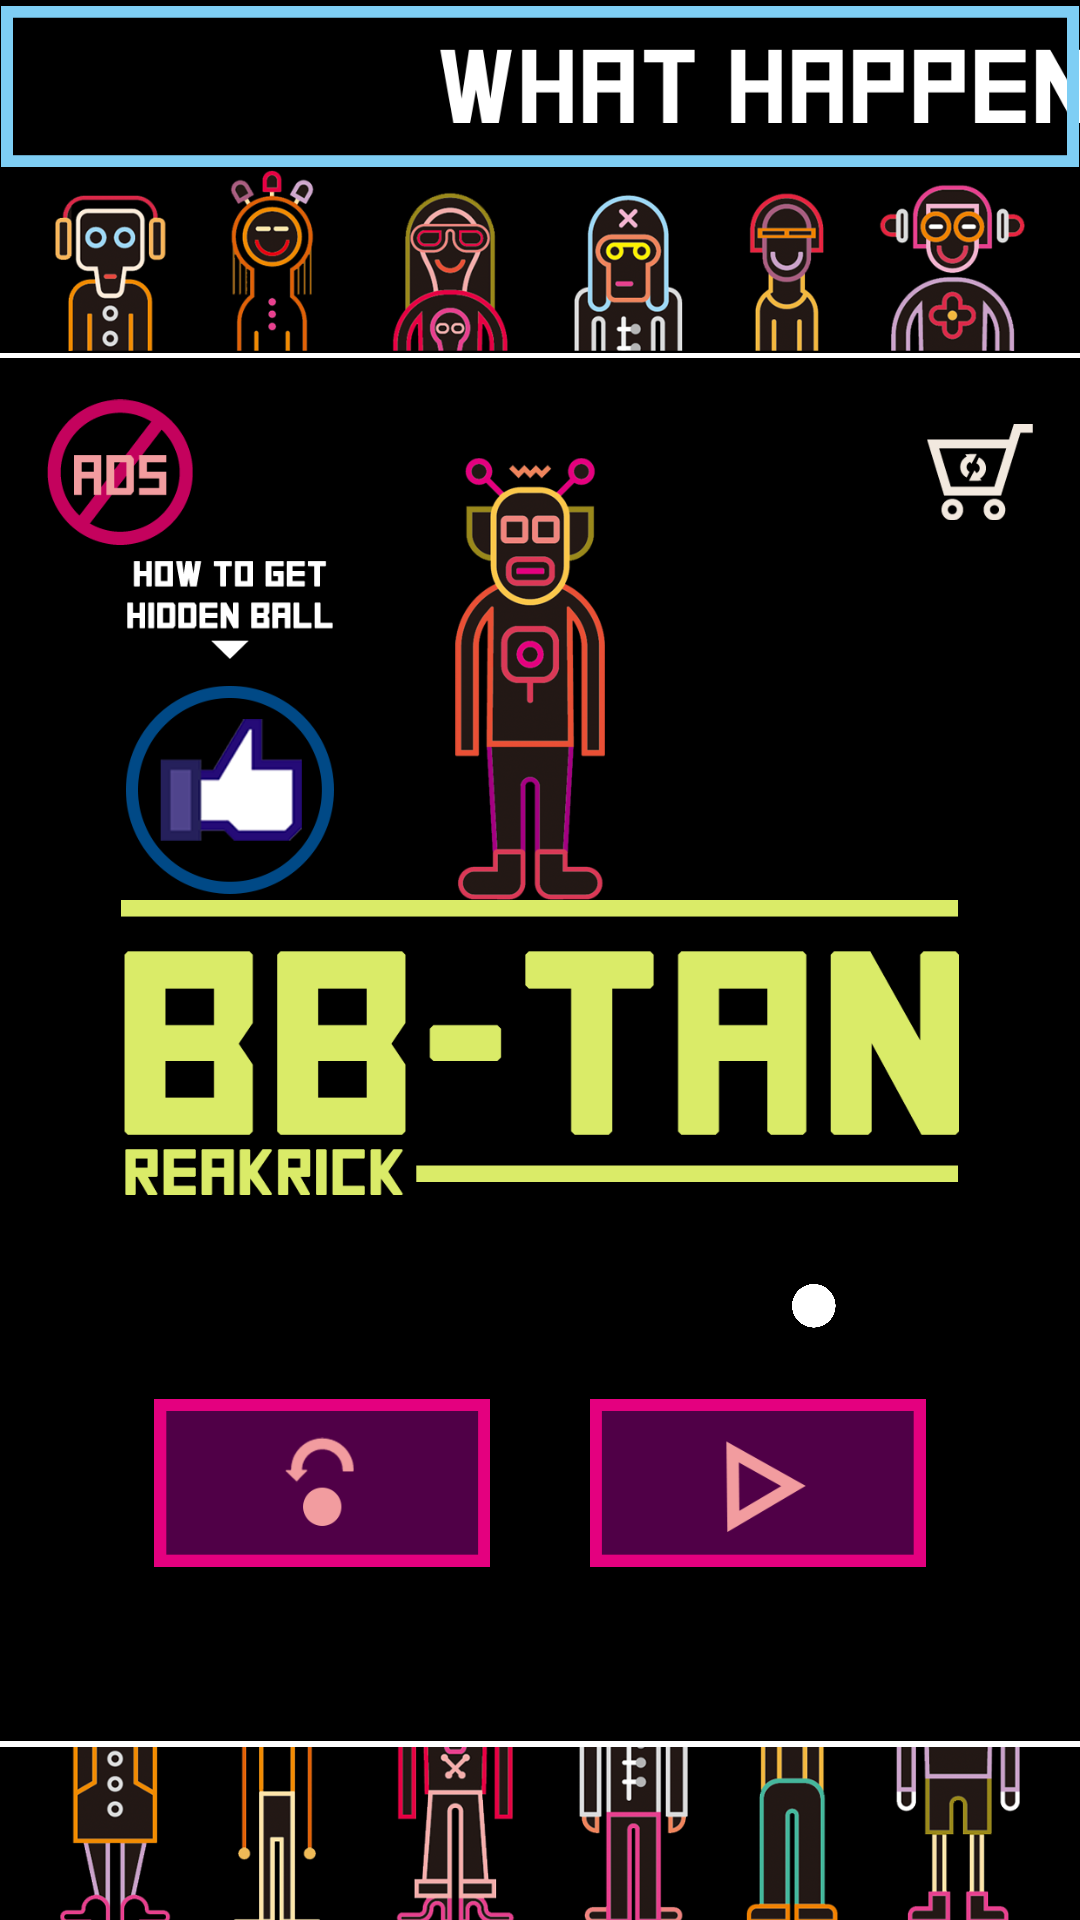 WHAT HAPPEN
ADS
HOW TO GET
HIDDEN BALL
BB-TAN
REAKRICK